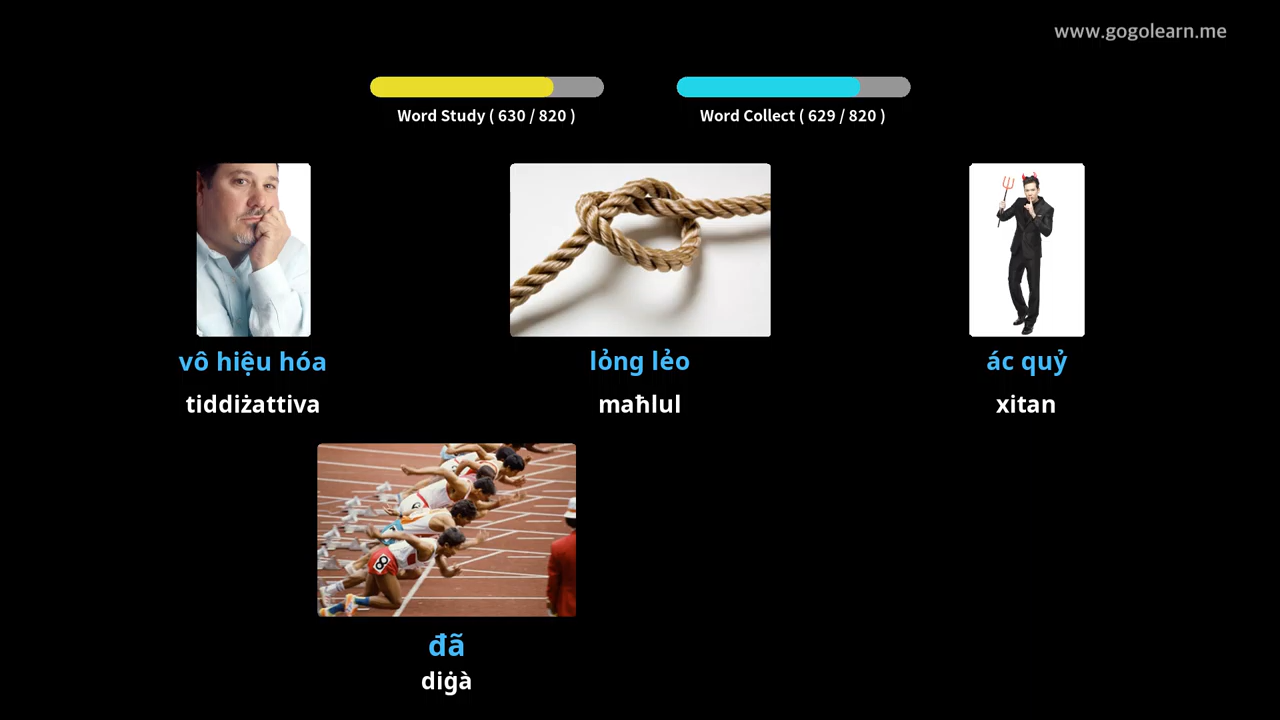 www.gogolearn.me
Word Study ( 630 / 820 )
Word Collect ( 629 / 820 )
vô hiệu hóa
lỏng lẻo
ác quỷ
tiddiżattiva
maħlul
xitan
8
đã
diġà